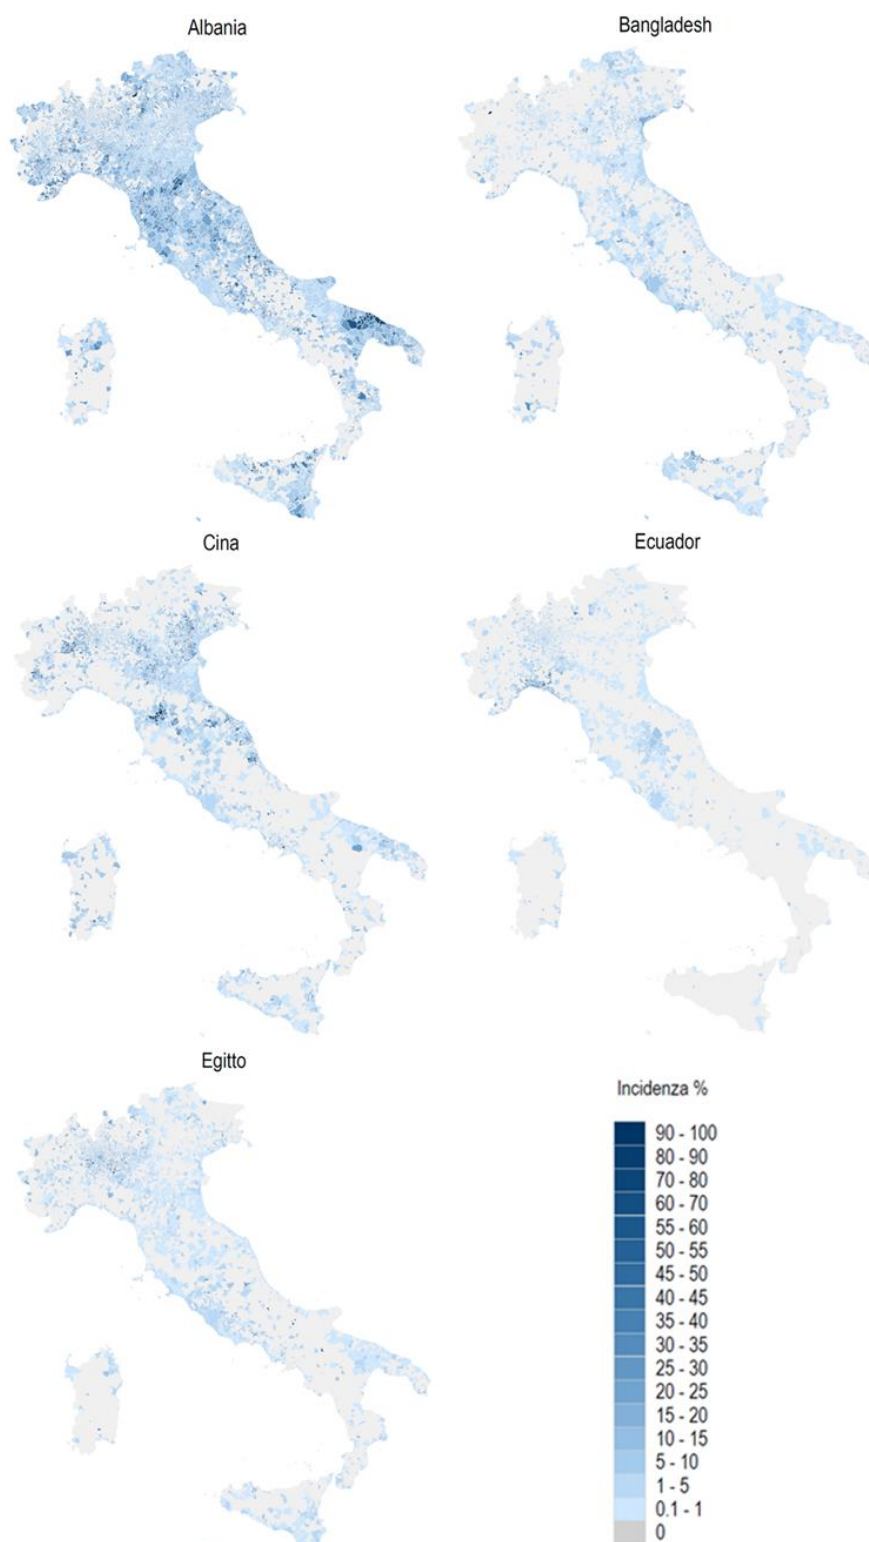 Albania
Bangladesh
Cina
Ecuador
Egitto
Incidenza %
90 - 100
80 - 90
70 - 80
60 - 70
55 - 60
50 - 55
45 - 50
40 - 45
35 - 40
30 - 35
25 - 30
20 - 25
15 - 20
10 - 15
5 - 10
1 - 5
0.1 - 1
0